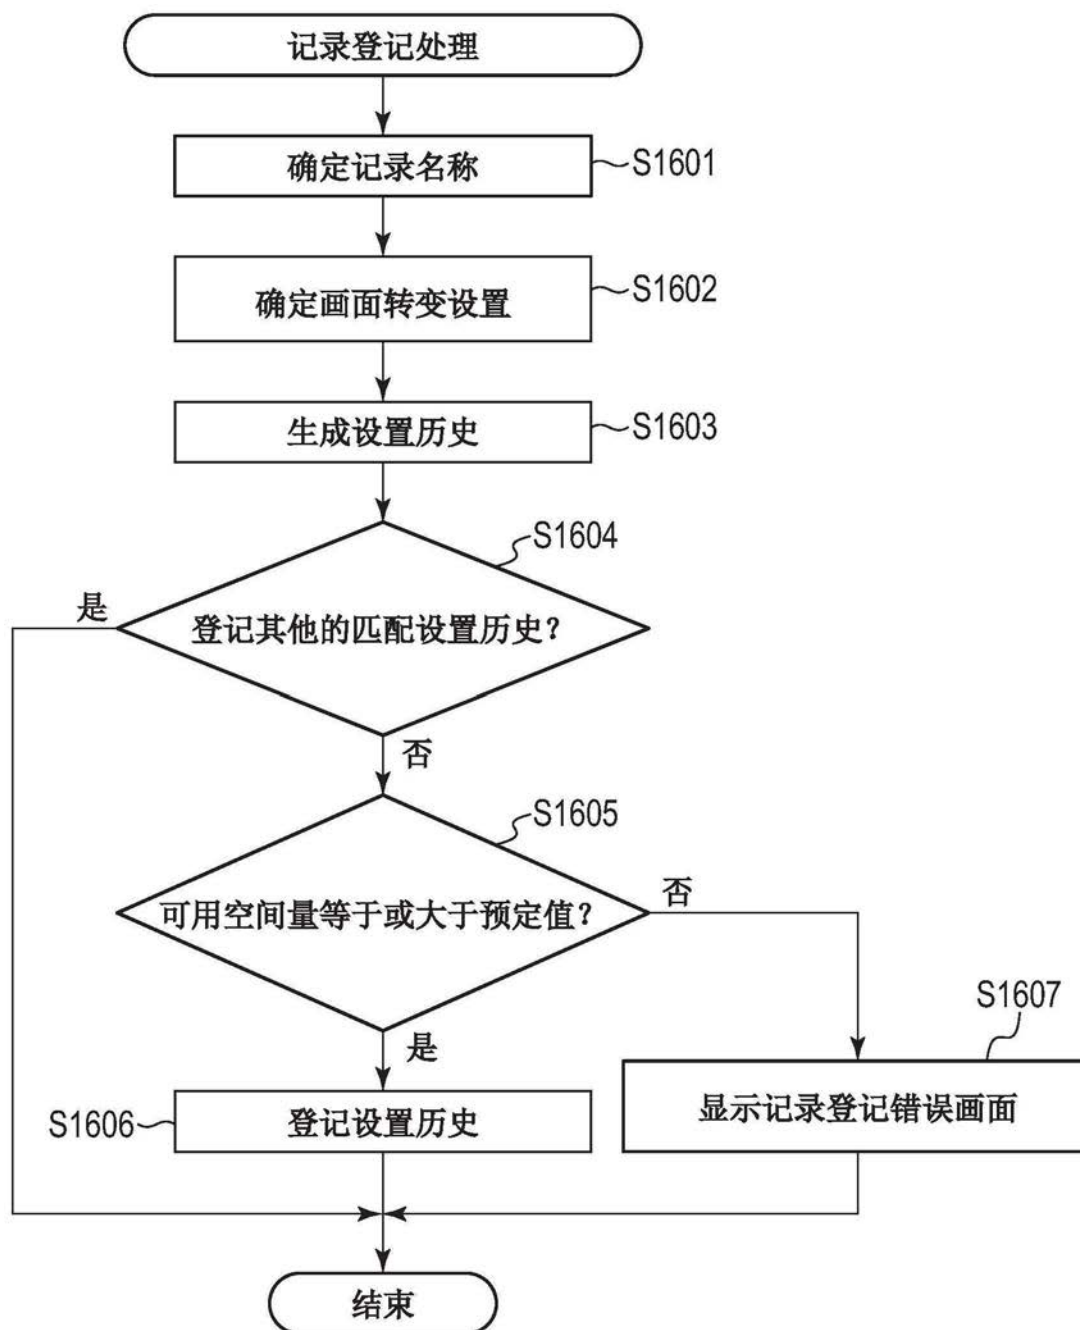 记录登记处理
确定记录名称
S1601
确定画面转变设置
S1602
生成设置历史
S1603
S1604
是
登记其他的匹配设置历史?
否
S1605
可用空间量等于或大于预定值?
否
是
S1607
S1606
登记设置历史
显示记录登记错误画面
结束